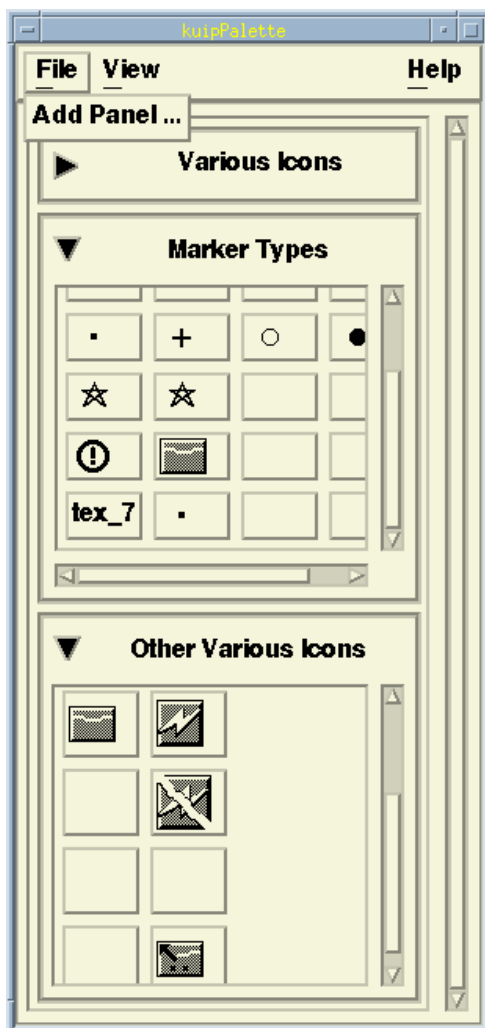 kuipPalette
File View Help
Add Panel ...
Various Icons
Marker Types
tex_7
Other Various Icons